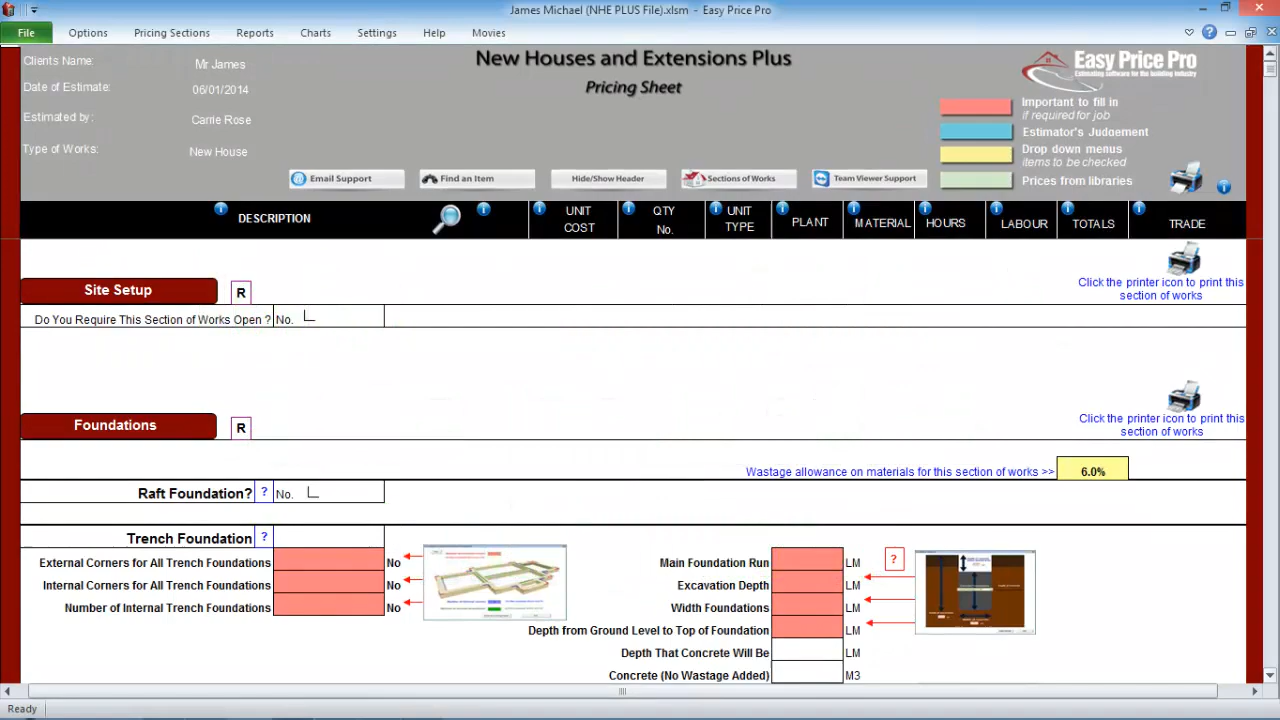 James Michael (NHE PLUS File).xlsm - Easy Price Pro
File Options Pricing Sections Reports Charts Settings Help Movies
Clients Name: Mr James
Date of Estimate: 06/01/2014
Estimated by: Carrie Rose
Type of Works: New House
New Houses and Extensions Plus
Pricing Sheet
Easy Price Pro
Estimating software for the building industry
Important to fill in
if required for job
Estimator's Judgement
Drop down menus
items to be checked
Prices from libraries
Email Support Find an Item Hide/Show Header Sections of Works Team Viewer Support
DESCRIPTION UNIT COST QTY No. UNIT TYPE PLANT MATERIAL HOURS LABOUR TOTALS TRADE
Site Setup R
Click the printer icon to print this
section of works
Do You Require This Section of Works Open ? No.
Foundations R
Click the printer icon to print this
section of works
Wastage allowance on materials for this section of works >> 6.0%
Raft Foundation? ? No.
Trench Foundation ?
External Corners for All Trench Foundations No
Internal Corners for All Trench Foundations No
Number of Internal Trench Foundations No
Main Foundation Run LM ?
Excavation Depth LM
Width Foundations LM
Depth from Ground Level to Top of Foundation LM
Depth That Concrete Will Be LM
Concrete (No Wastage Added) M3
Ready